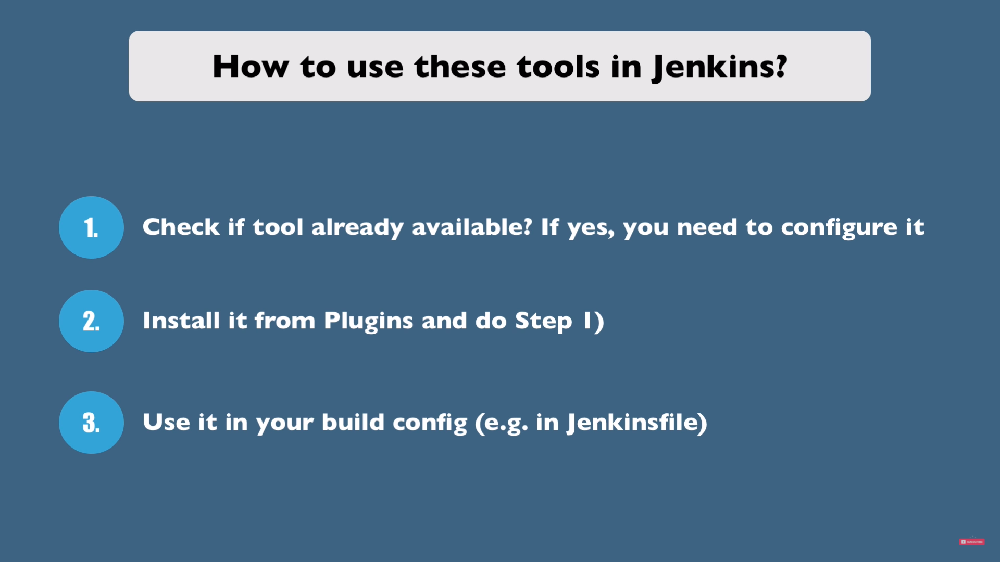 How to use these tools in Jenkins?
1. Check if tool already available? If yes, you need to configure it
2. Install it from Plugins and do Step 1)
3. Use it in your build config (e.g. in Jenkinsfile)
SUBSCRIBE